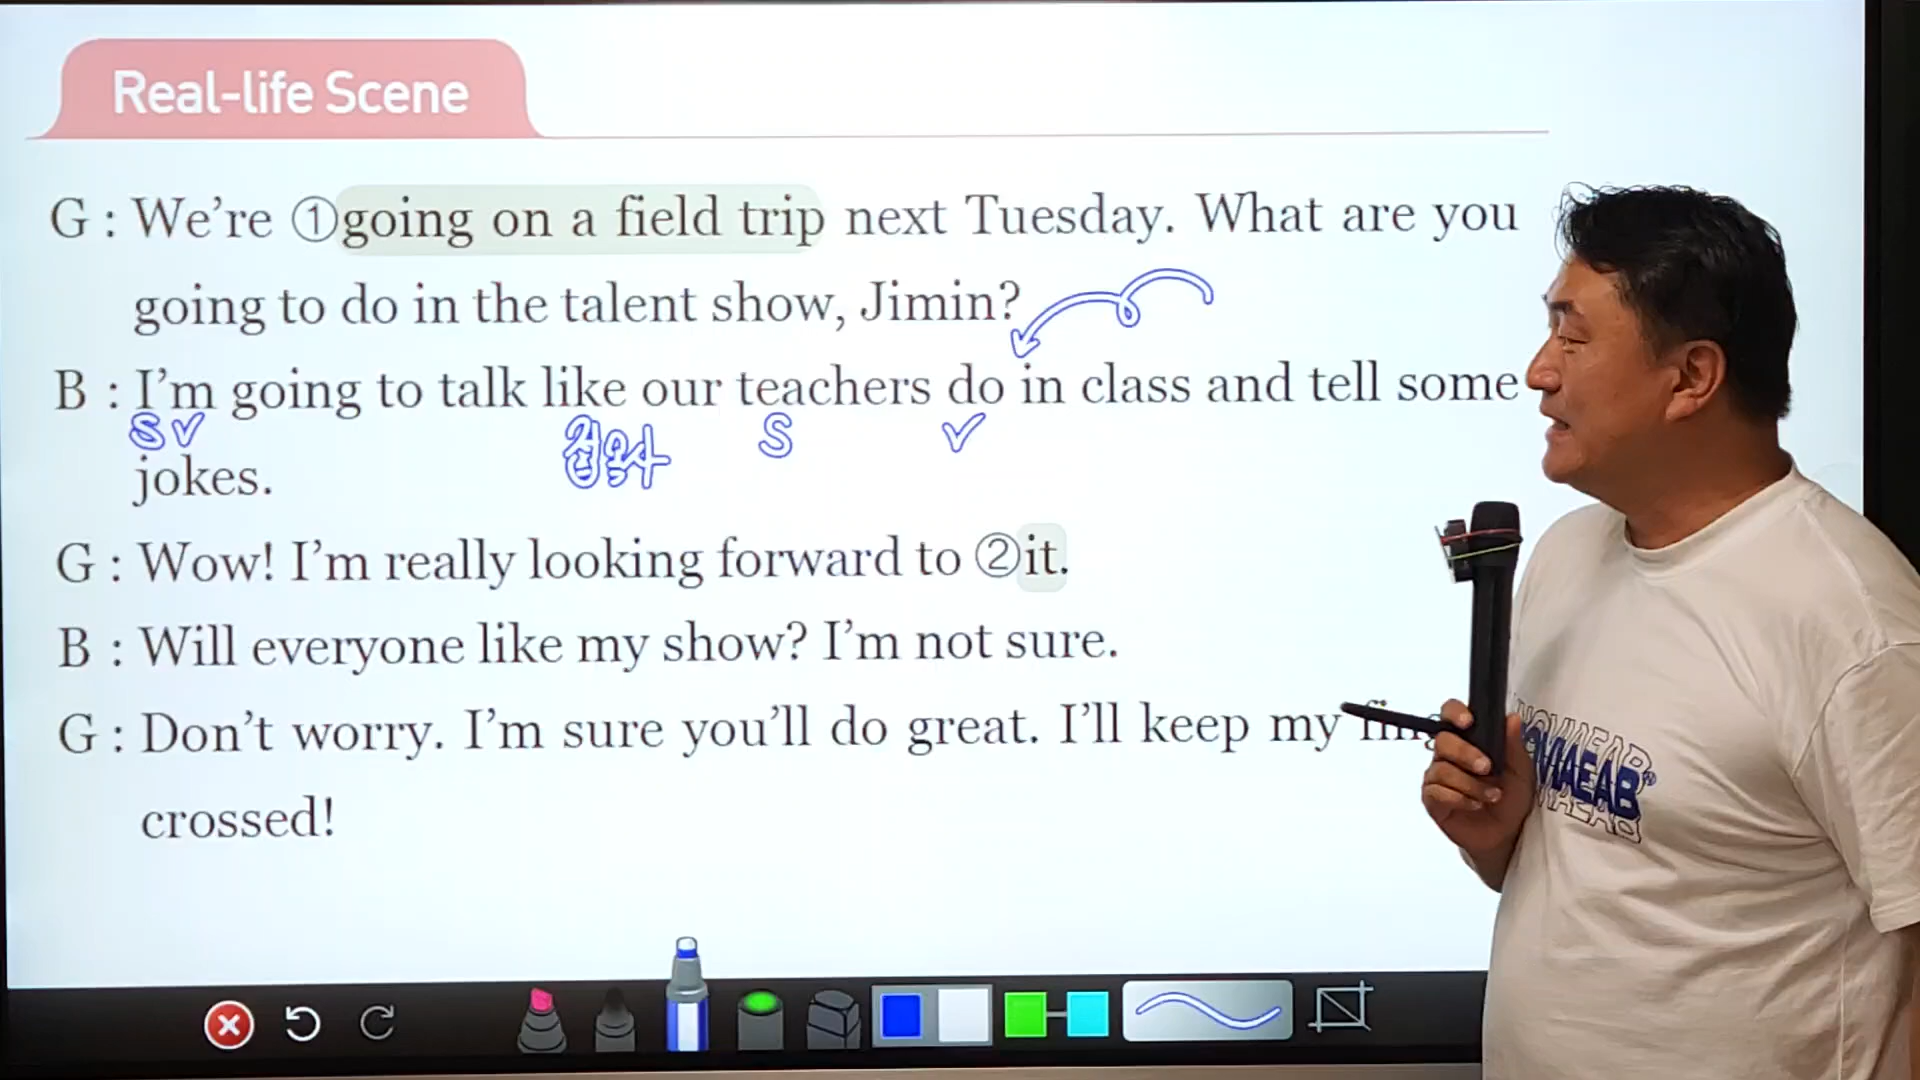 Real-life Scene
G : We're ①going on a field trip next Tuesday. What are you
going to do in the talent show, Jimin?
B : I'm going to talk like our teachers do in class and tell some
S V 접속사 S V
jokes.
G : Wow! I'm really looking forward to ②it.
B : Will everyone like my show? I'm not sure.
G : Don't worry. I'm sure you'll do great. I'll keep my
crossed!